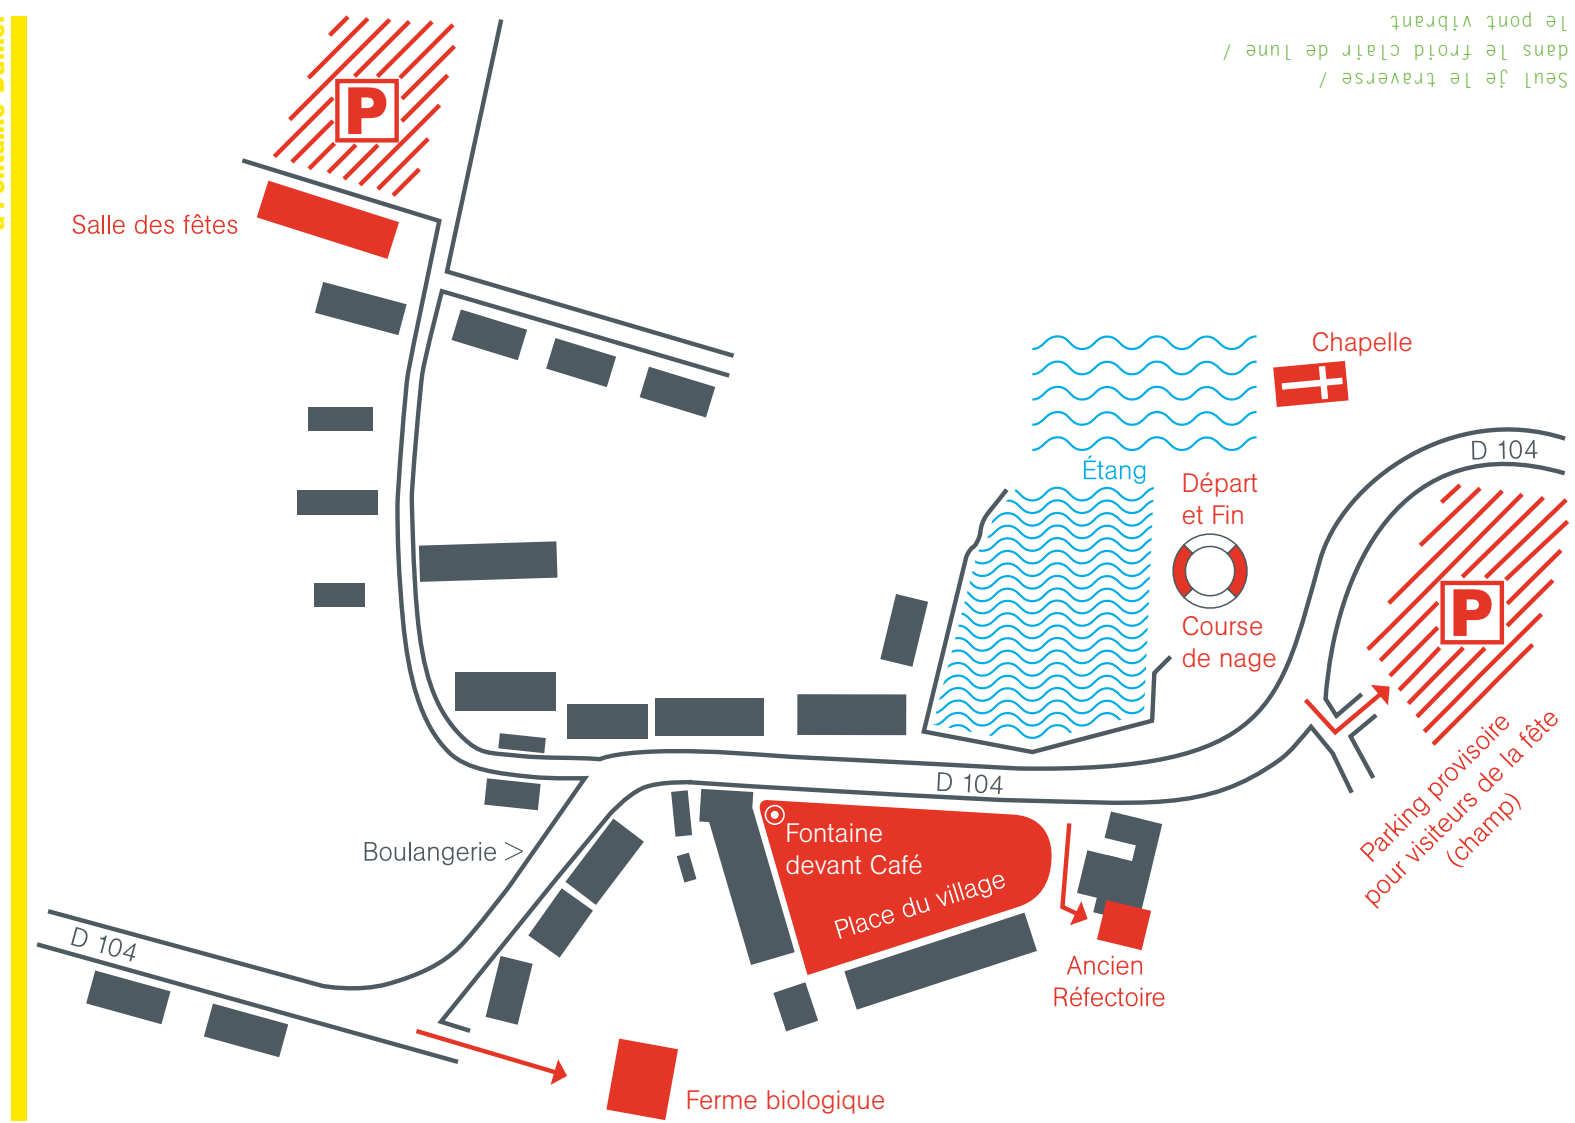 Seul je le traverse /
dans le froid clair de lune /
le pont vibrant
P
Salle des fêtes
Chapelle
D 104
Étang
Départ
et Fin
Course
de nage
P
Parking provisoire
pour visiteurs de la fête
(champ)
D 104
Fontaine
devant Café
Place du village
Boulangerie >
D 104
Ancien
Réfectoire
Ferme biologique